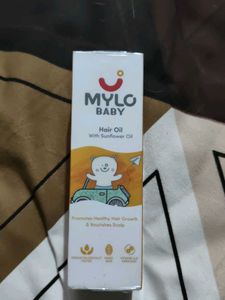 MYLO
BABY
Hair Oil
With Sunflower Oil
Promotes Healthy Hair Growth
& Nourishes Scalp